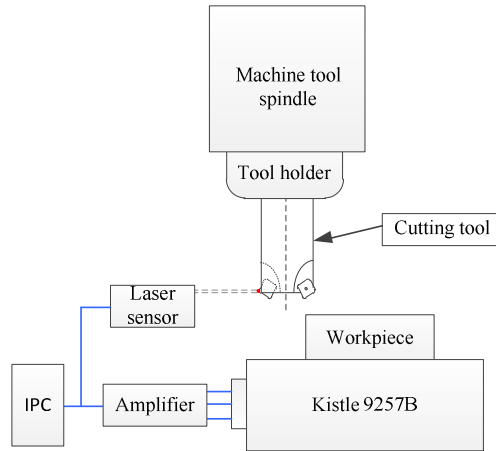 Machine tool
spindle
Tool holder
Cutting tool
Laser
sensor
Workpiece
IPC
Amplifier
Kistle 9257B